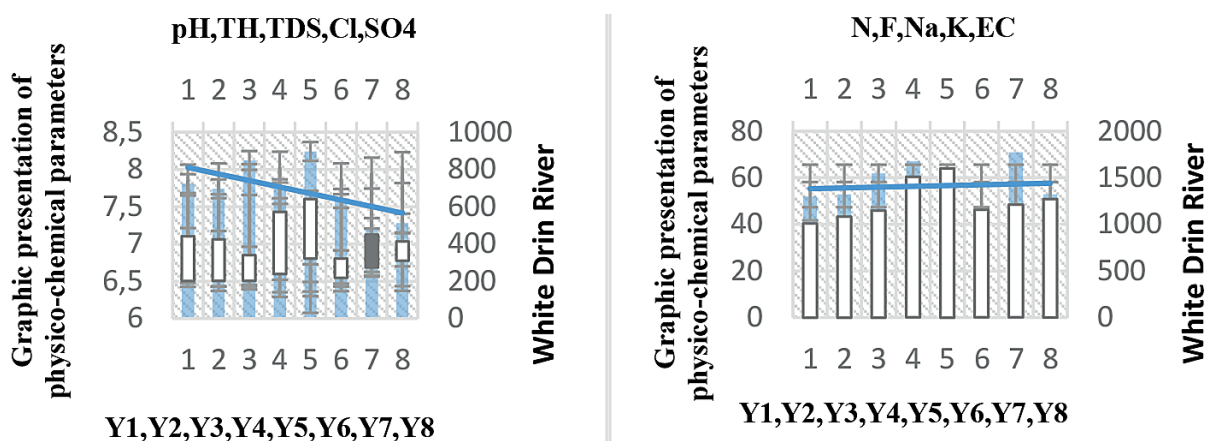 pH,TH,TDS,Cl,SO4
Graphic presentation of
physico-chemical parameters
1 2 3 4 5 6 7 8
8,5
8
7,5
7
6,5
6
1000
800
600
400
200
0
White Drin River
1 2 3 4 5 6 7 8
Y1,Y2,Y3,Y4,Y5,Y6,Y7,Y8
N,F,Na,K,EC
Graphic presentation of
physico-chemical parameters
1 2 3 4 5 6 7 8
80
60
40
20
0
2000
1500
1000
500
0
White Drin River
1 2 3 4 5 6 7 8
Y1,Y2,Y3,Y4,Y5,Y6,Y7,Y8